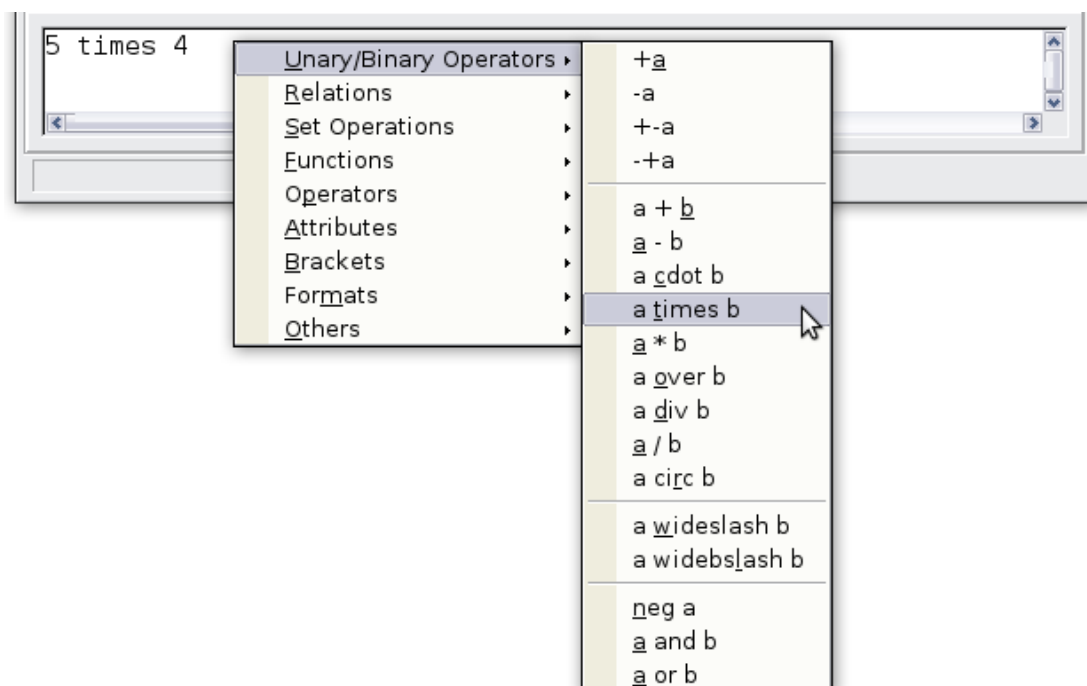 5 times 4
Unary/Binary Operators
Relations
Set Operations
Functions
Operators
Attributes
Brackets
Formats
Others
+a
-a
+-a
-+a
a + b
a - b
a cdot b
a times b
a * b
a over b
a div b
a / b
a circ b
a wideslash b
a widebslash b
neg a
a and b
a or b